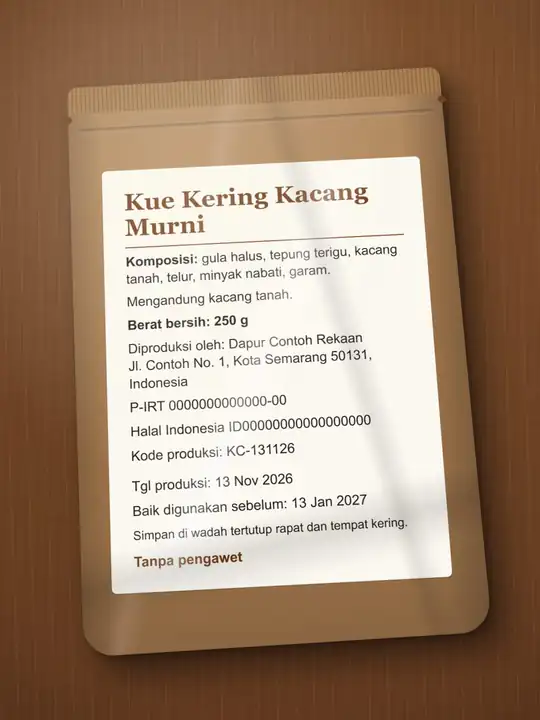 Kue Kering Kacang
Murni
Komposisi: gula halus, tepung terigu, kacang
tanah, telur, minyak nabati, garam.
Mengandung kacang tanah.
Berat bersih: 250 g
Diproduksi oleh: Dapur Contoh Rekaan
Jl. Contoh No. 1, Kota Semarang 50131,
Indonesia
P-IRT 0000000000000-00
Halal Indonesia ID00000000000000000
Kode produksi: KC-131126
Tgl produksi: 13 Nov 2026
Baik digunakan sebelum: 13 Jan 2027
Simpan di wadah tertutup rapat dan tempat kering.
Tanpa pengawet